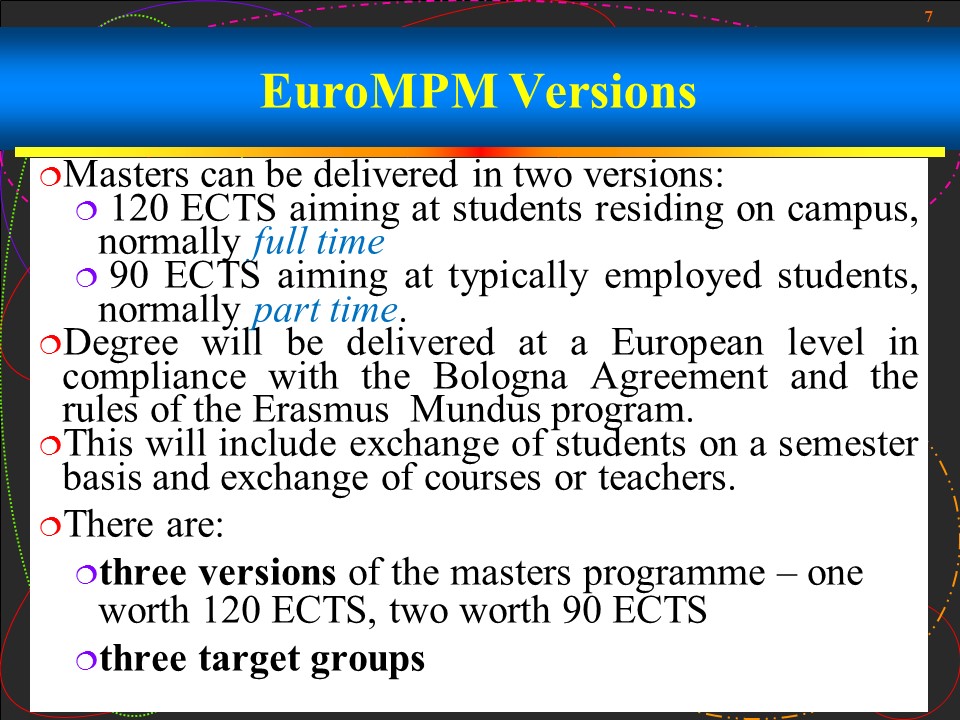 7
EuroMPM Versions
Masters can be delivered in two versions:
120 ECTS aiming at students residing on campus,
normally full time
90 ECTS aiming at typically employed students,
normally part time.
Degree will be delivered at a European level in
compliance with the Bologna Agreement and the
rules of the Erasmus Mundus program.
This will include exchange of students on a semester
basis and exchange of courses or teachers.
There are:
three versions of the masters programme – one
worth 120 ECTS, two worth 90 ECTS
three target groups